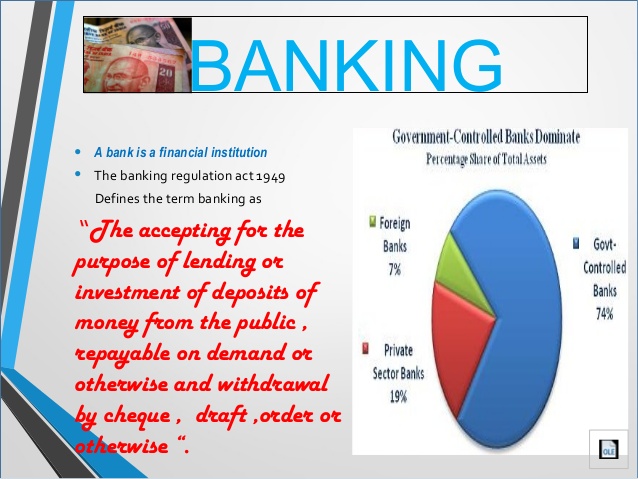 BANKING
20
A bank is a financial institution
The banking regulation act 1949
Defines the term banking as
“The accepting for the
purpose of lending or
investment of deposits of
money from the public ,
repayable on demand or
otherwise and withdrawal
by cheque , draft ,order or
otherwise “.
Government-Controlled Banks Dominate
Percentage Share of Total Assets
Foreign
Banks
7%
Govt-
Controlled
Banks
74%
Private
Sector Banks
19%
OLE